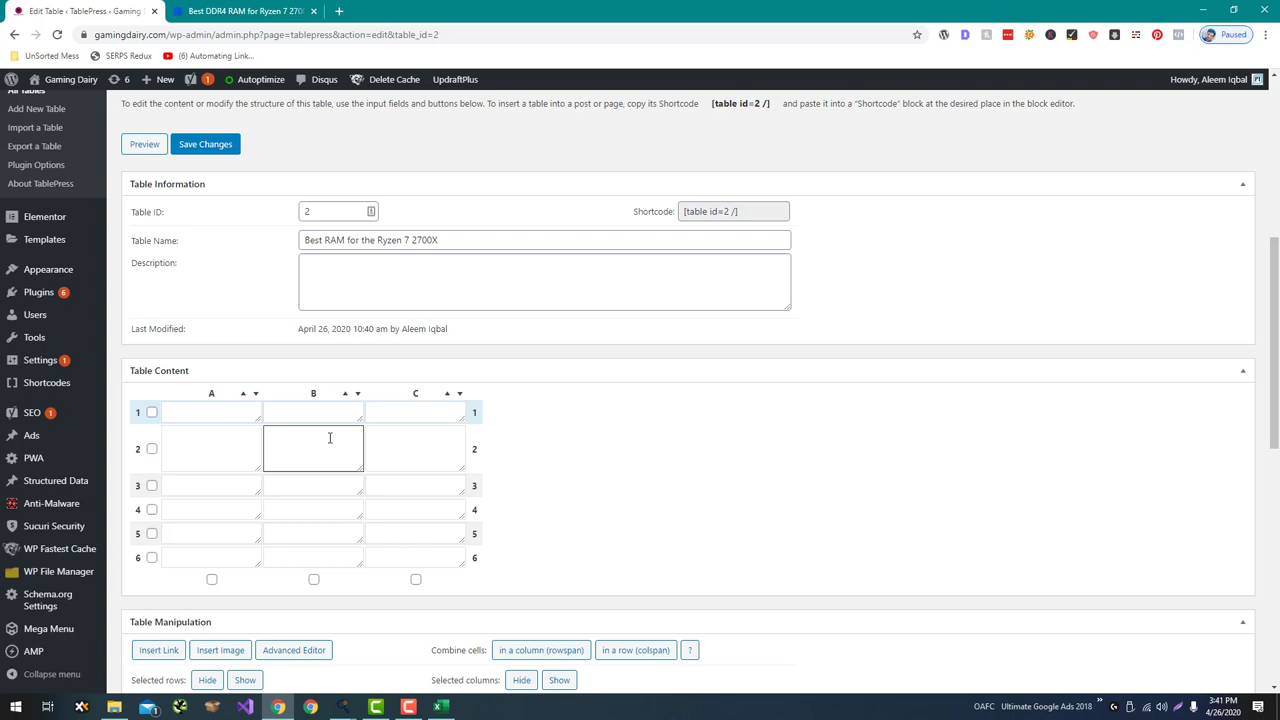 Edit Table ‹ TablePress ‹ Gaming D
Best DDR4 RAM for Ryzen 7 270
gamingdairy.com/wp-admin/admin.php?page=tablepress&action=edit&table_id=2
Paused
UnSorted Mess
SERPS Redux
(6) Automating Link...
Gaming Dairy
6
New
1
Autoptimize
Disqus
Delete Cache
UpdraftPlus
Howdy, Aleem Iqbal
All Tables
Add New Table
Import a Table
Export a Table
Plugin Options
About TablePress
Elementor
Templates
Appearance
Plugins 6
Users
Tools
Settings 1
Shortcodes
SEO 1
Ads
PWA
Structured Data
Anti-Malware
Sucuri Security
WP Fastest Cache
WP File Manager
Schema.org
Settings
Mega Menu
AMP
Collapse menu
To edit the content or modify the structure of this table, use the input fields and buttons below. To insert a table into a post or page, copy its Shortcode [table id=2 /] and paste it into a “Shortcode” block at the desired place in the block editor.
Preview
Save Changes
Table Information
Table ID: 2
Shortcode: [table id=2 /]
Table Name: Best RAM for the Ryzen 7 2700X
Description:
Last Modified: April 26, 2020 10:40 am by Aleem Iqbal
Table Content
A B C
1 1
2 2
3 3
4 4
5 5
6 6
Table Manipulation
Insert Link
Insert Image
Advanced Editor
Combine cells:
in a column (rowspan)
in a row (colspan)
?
Selected rows:
Hide
Show
Selected columns:
Hide
Show
OAFC
Ultimate Google Ads 2018
3:41 PM
4/26/2020